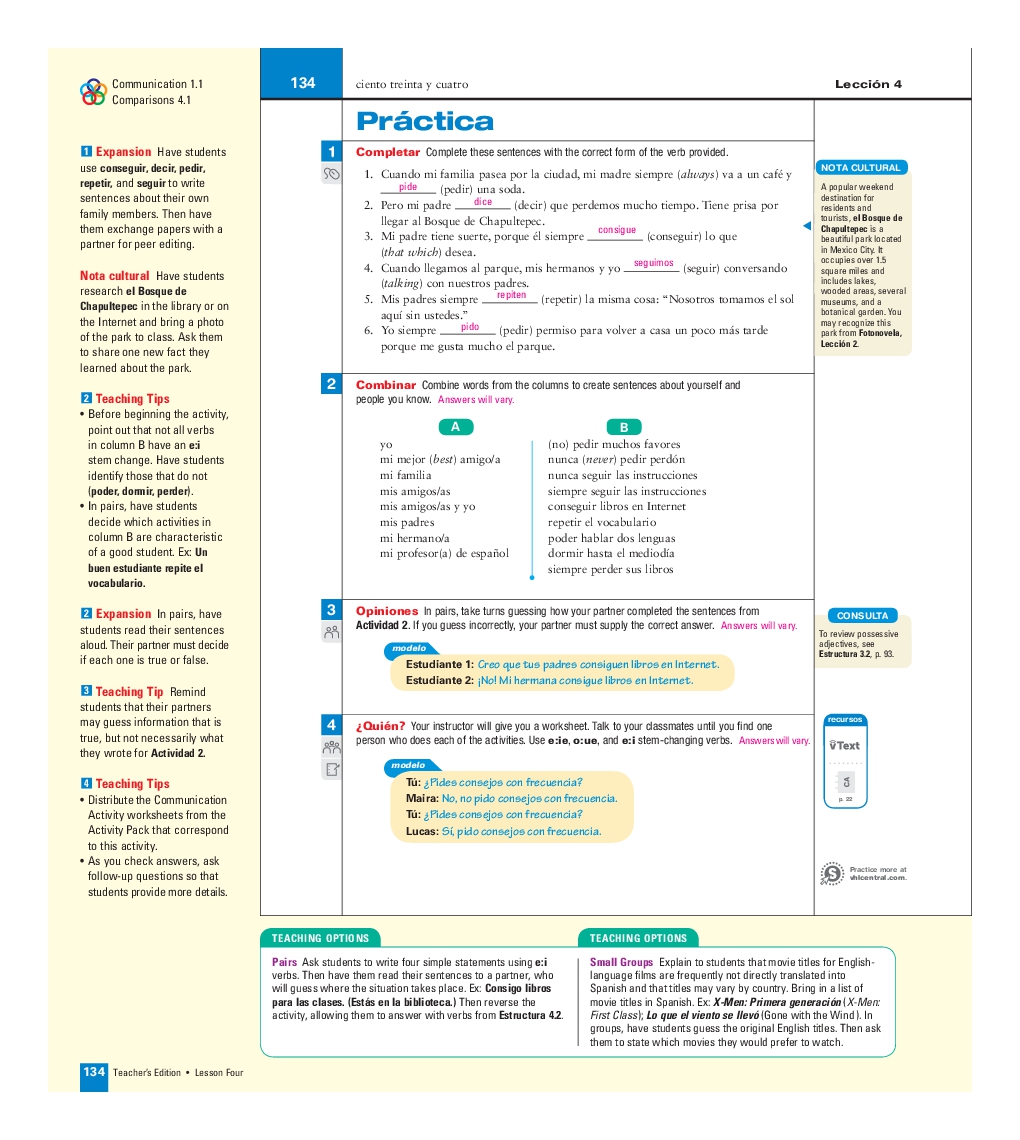 Communication 1.1
Comparisons 4.1
1 Expansion Have students
use conseguir, decir, pedir,
repetir, and seguir to write
sentences about their own
family members. Then have
them exchange papers with a
partner for peer editing.
Nota cultural Have students
research el Bosque de
Chapultepec in the library or on
the Internet and bring a photo
of the park to class. Ask them
to share one new fact they
learned about the park.
2 Teaching Tips
• Before beginning the activity,
point out that not all verbs
in column B have an e:i
stem change. Have students
identify those that do not
(poder, dormir, perder).
• In pairs, have students
decide which activities in
column B are characteristic
of a good student. Ex: Un
buen estudiante repite el
vocabulario.
2 Expansion In pairs, have
students read their sentences
aloud. Their partner must decide
if each one is true or false.
3 Teaching Tip Remind
students that their partners
may guess information that is
true, but not necessarily what
they wrote for Actividad 2.
4 Teaching Tips
• Distribute the Communication
Activity worksheets from the
Activity Pack that correspond
to this activity.
• As you check answers, ask
follow-up questions so that
students provide more details.
134 ciento treinta y cuatro Lección 4
Práctica
1 Completar Complete these sentences with the correct form of the verb provided.
1. Cuando mi familia pasea por la ciudad, mi madre siempre (always) va a un café y
pide (pedir) una soda.
2. Pero mi padre dice (decir) que perdemos mucho tiempo. Tiene prisa por
llegar al Bosque de Chapultepec.
3. Mi padre tiene suerte, porque él siempre consigue (conseguir) lo que
(that which) desea.
4. Cuando llegamos al parque, mis hermanos y yo seguimos (seguir) conversando
(talking) con nuestros padres.
5. Mis padres siempre repiten (repetir) la misma cosa: “Nosotros tomamos el sol
aquí sin ustedes.”
6. Yo siempre pido (pedir) permiso para volver a casa un poco más tarde
porque me gusta mucho el parque.
NOTA CULTURAL
A popular weekend
destination for
residents and
tourists, el Bosque de
Chapultepec is a
beautiful park located
in Mexico City. It
occupies over 1.5
square miles and
includes lakes,
wooded areas, several
museums, and a
botanical garden. You
may recognize this
park from Fotonovela,
Lección 2.
2 Combinar Combine words from the columns to create sentences about yourself and
people you know. Answers will vary.
A B
yo (no) pedir muchos favores
mi mejor (best) amigo/a nunca (never) pedir perdón
mi familia nunca seguir las instrucciones
mis amigos/as siempre seguir las instrucciones
mis amigos/as y yo conseguir libros en Internet
mis padres repetir el vocabulario
mi hermano/a poder hablar dos lenguas
mi profesor(a) de español dormir hasta el mediodía
siempre perder sus libros
3 Opiniones In pairs, take turns guessing how your partner completed the sentences from
Actividad 2. If you guess incorrectly, your partner must supply the correct answer. Answers will vary.
modelo
Estudiante 1: Creo que tus padres consiguen libros en Internet.
Estudiante 2: ¡No! Mi hermana consigue libros en Internet.
CONSULTA
To review possessive
adjectives, see
Estructura 3.2, p. 93.
4 ¿Quién? Your instructor will give you a worksheet. Talk to your classmates until you find one
person who does each of the activities. Use e:ie, o:ue, and e:i stem-changing verbs. Answers will vary.
modelo
Tú: ¿Pides consejos con frecuencia?
Maira: No, no pido consejos con frecuencia.
Tú: ¿Pides consejos con frecuencia?
Lucas: Sí, pido consejos con frecuencia.
recursos
vText
CA
p. 22
S Practice more at
vhlcentral.com.
TEACHING OPTIONS
Pairs Ask students to write four simple statements using e:i
verbs. Then have them read their sentences to a partner, who
will guess where the situation takes place. Ex: Consigo libros
para las clases. (Estás en la biblioteca.) Then reverse the
activity, allowing them to answer with verbs from Estructura 4.2.
TEACHING OPTIONS
Small Groups Explain to students that movie titles for English-
language films are frequently not directly translated into
Spanish and that titles may vary by country. Bring in a list of
movie titles in Spanish. Ex: X-Men: Primera generación (X-Men:
First Class); Lo que el viento se llevó (Gone with the Wind ). In
groups, have students guess the original English titles. Then ask
them to state which movies they would prefer to watch.
134 Teacher’s Edition • Lesson Four